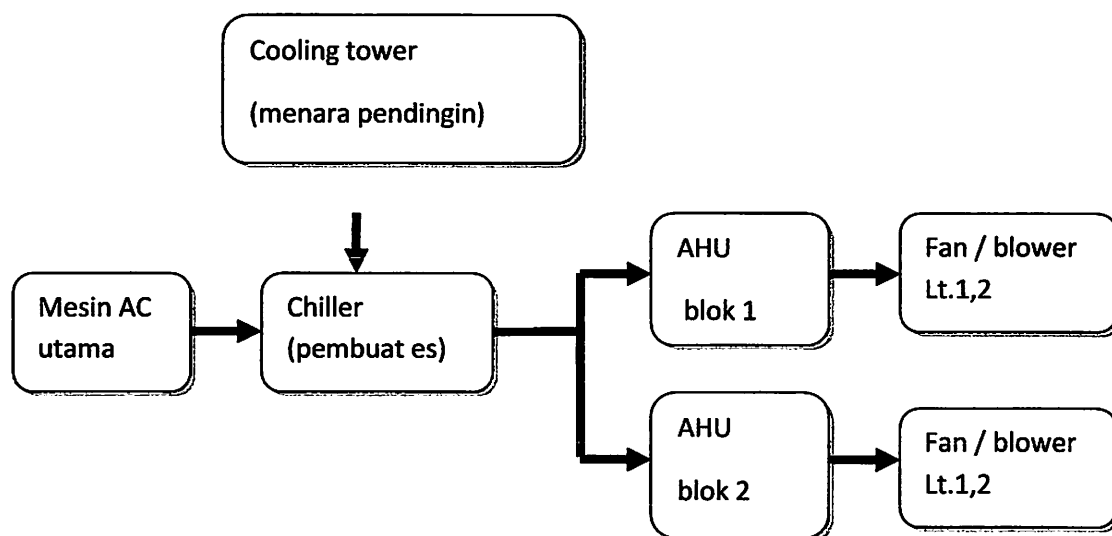 Cooling tower
(menara pendingin)
Mesin AC
utama
Chiller
(pembuat es)
AHU
blok 1
Fan / blower
Lt.1,2
AHU
blok 2
Fan / blower
Lt.1,2